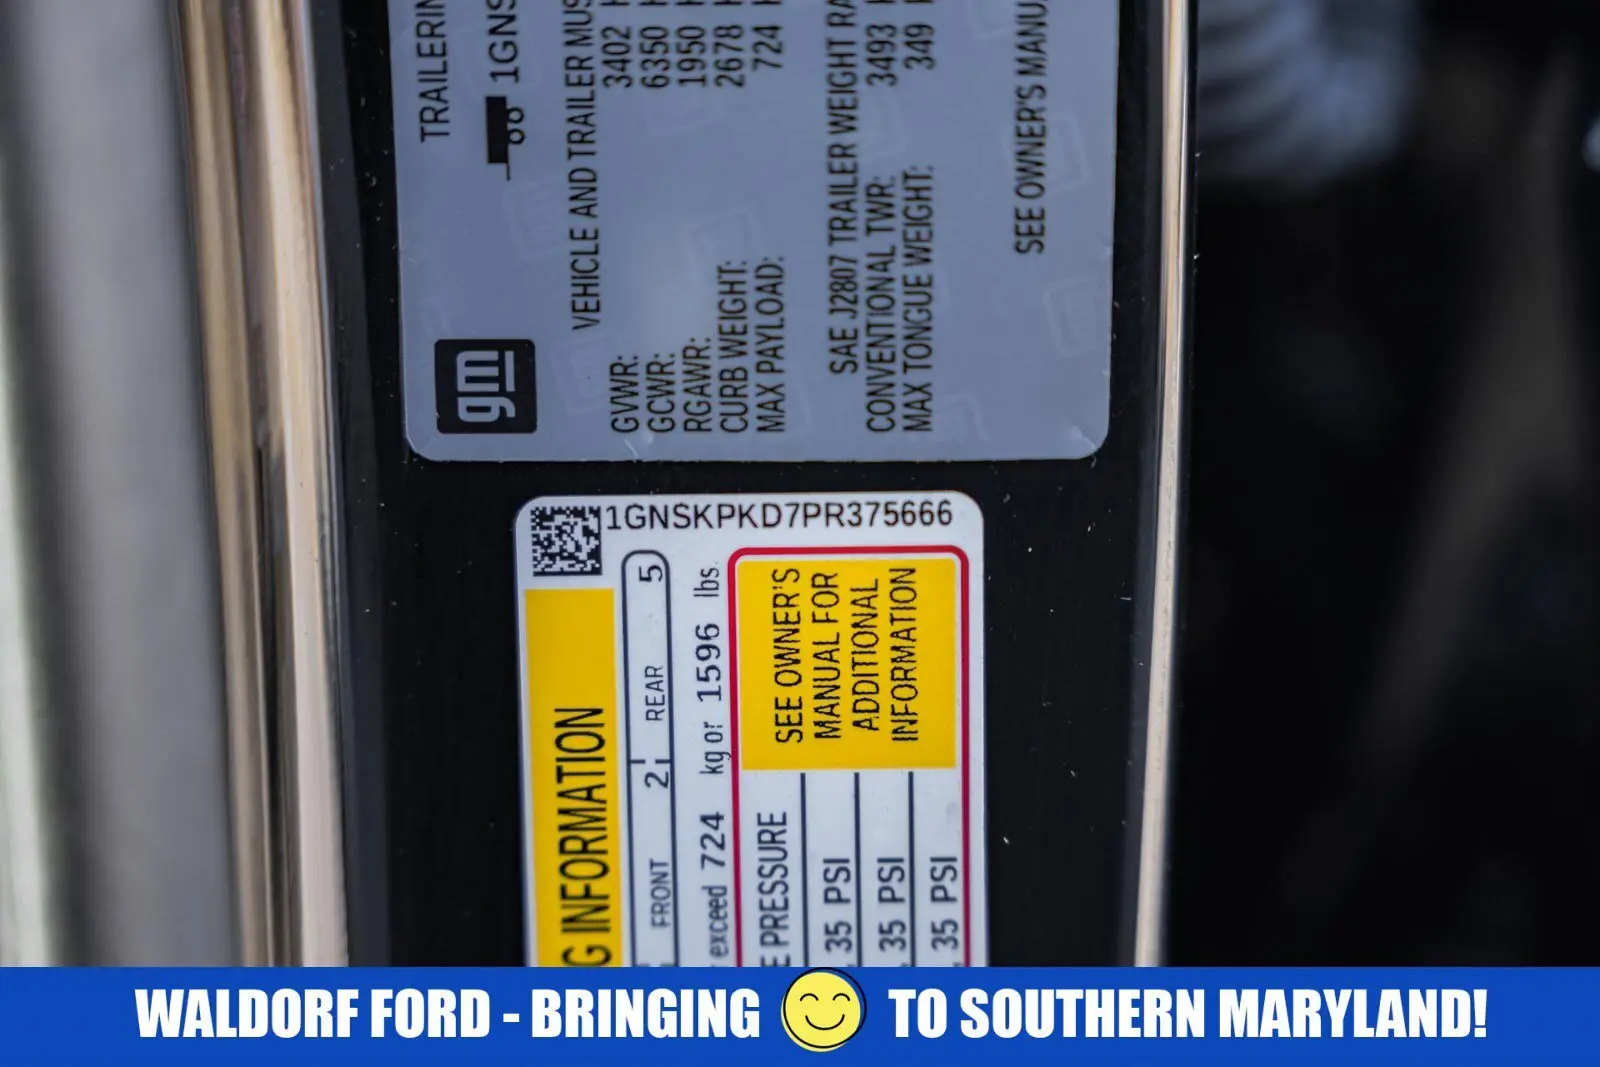 TRAILERIN
1GNS
VEHICLE AND TRAILER MUS
GVWR: 3402
GCWR: 6350
RGAWR: 1950
CURB WEIGHT: 2678
MAX PAYLOAD: 724
SAE J2807 TRAILER WEIGHT RA
CONVENTIONAL TWR: 3493
MAX TONGUE WEIGHT: 349
SEE OWNER'S MANU
gm
1GNSKPKD7PR375666
G INFORMATION
FRONT 2 REAR 5
exceed 724 kg or 1596 lbs.
E PRESSURE
35 PSI
35 PSI
35 PSI
SEE OWNER'S
MANUAL FOR
ADDITIONAL
INFORMATION
WALDORF FORD - BRINGING TO SOUTHERN MARYLAND!